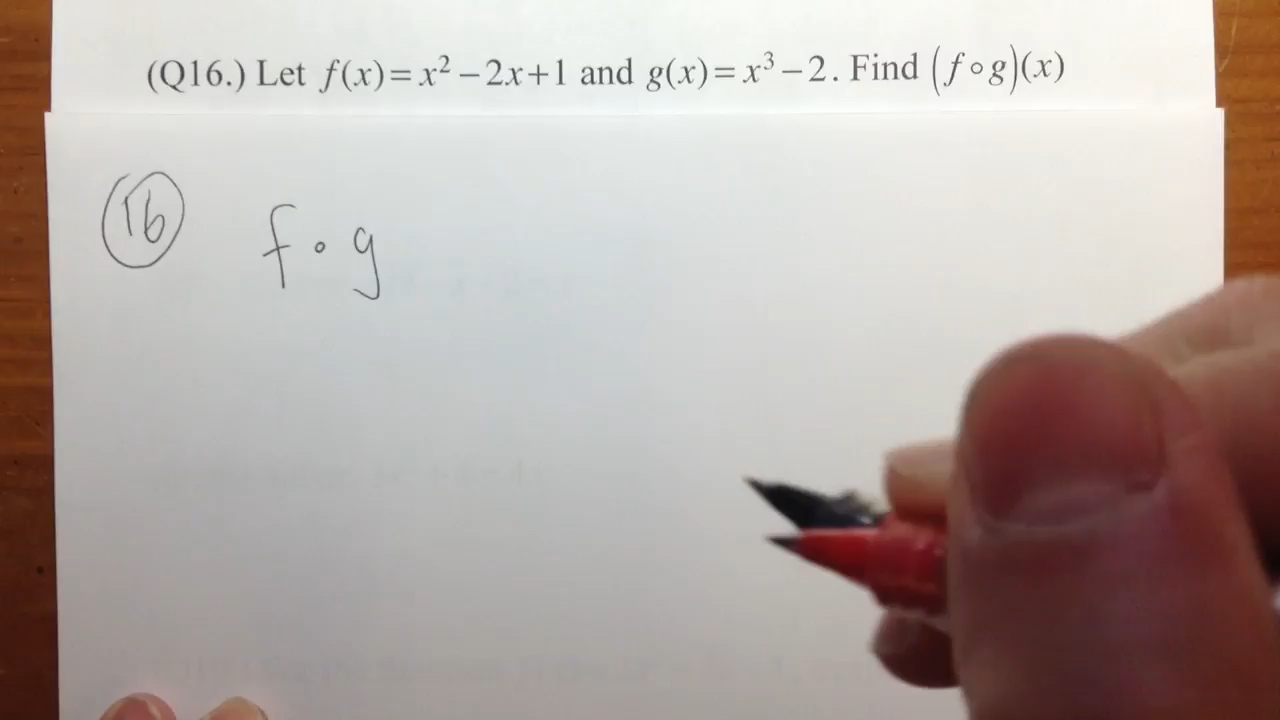 (Q16.) Let f(x)=x²−2x+1 and g(x)=x³−2. Find (f∘g)(x)
16 f∘g